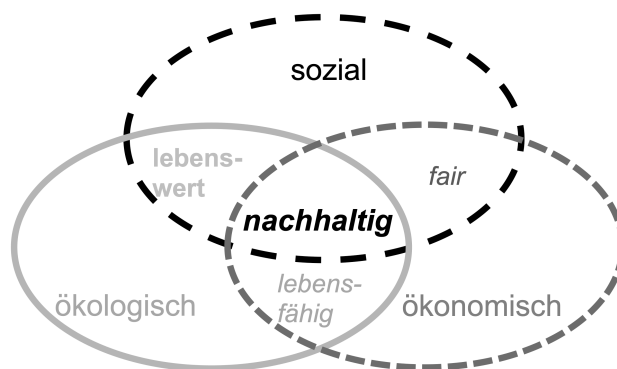 sozial
lebens-
wert
fair
nachhaltig
lebens-
fähig
ökologisch
ökonomisch